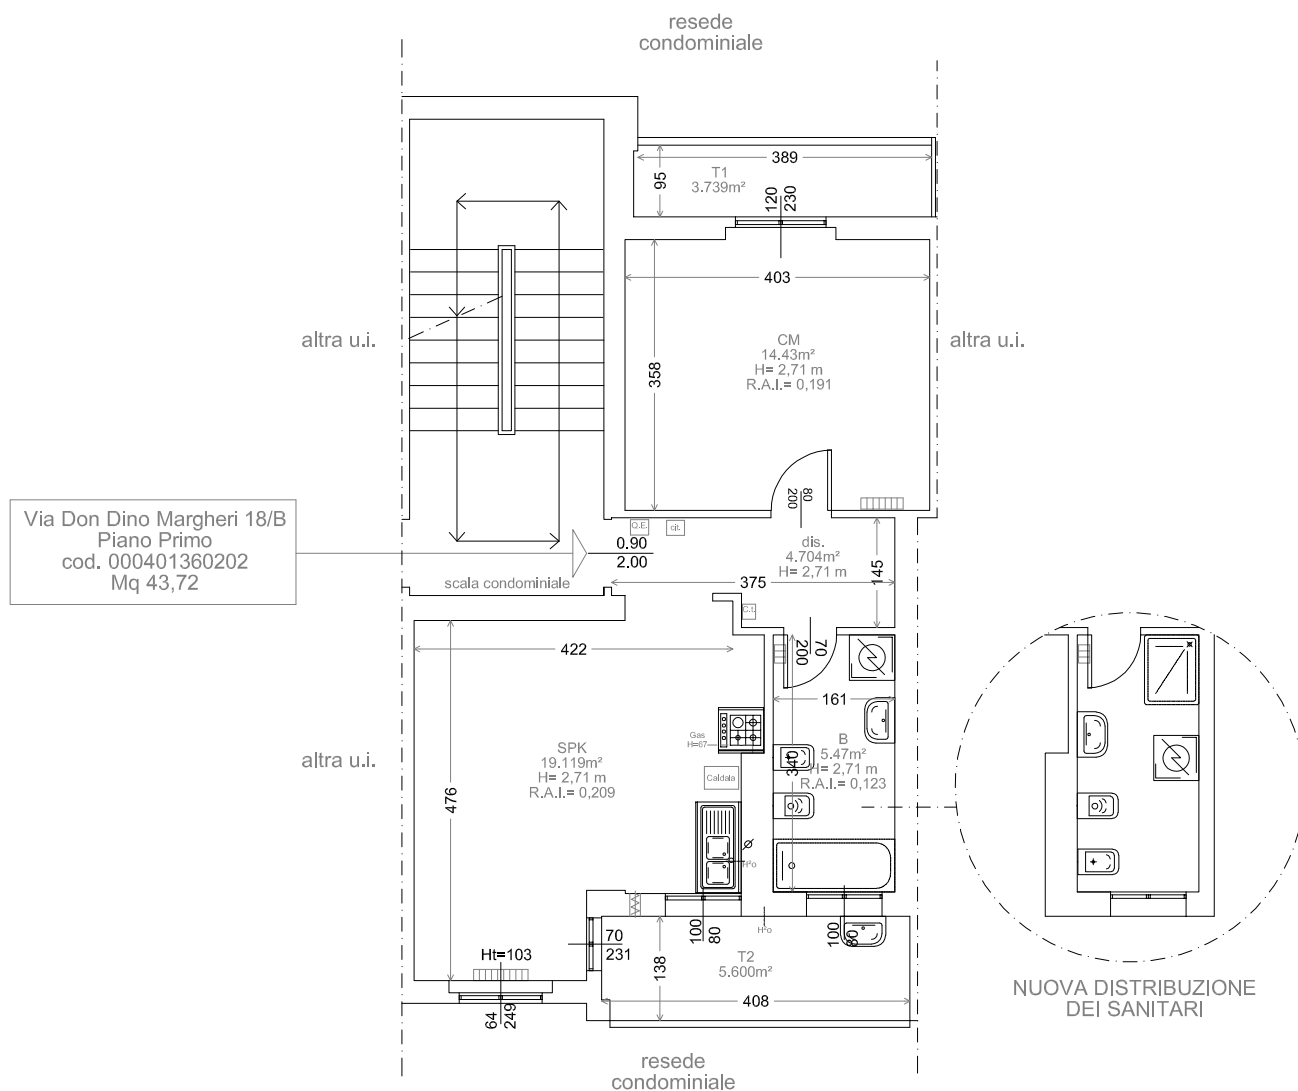 resede
condominiale
389
T1
3.739m²
95
120
230
403
altra u.i.
CM
14.43m²
H= 2,71 m
R.A.I.= 0,191
altra u.i.
358
80
200
Via Don Dino Margheri 18/B
Piano Primo
cod. 000401360202
Mq 43,72
Q.E.
cit.
0.90
2.00
dis.
4.704m²
H= 2,71 m
scala condominiale
375
145
C.t.
422
70
200
161
Gas
H=67
SPK
19.119m²
H= 2,71 m
R.A.I.= 0,209
B
5.47m²
H= 2,71 m
R.A.I.= 0,123
340
altra u.i.
Caldaia
476
H²o
100
80
H²o
100
80
70
231
Ht=103
138
T2
5.600m²
408
64
249
NUOVA DISTRIBUZIONE
DEI SANITARI
resede
condominiale